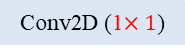 Conv2D (1× 1)